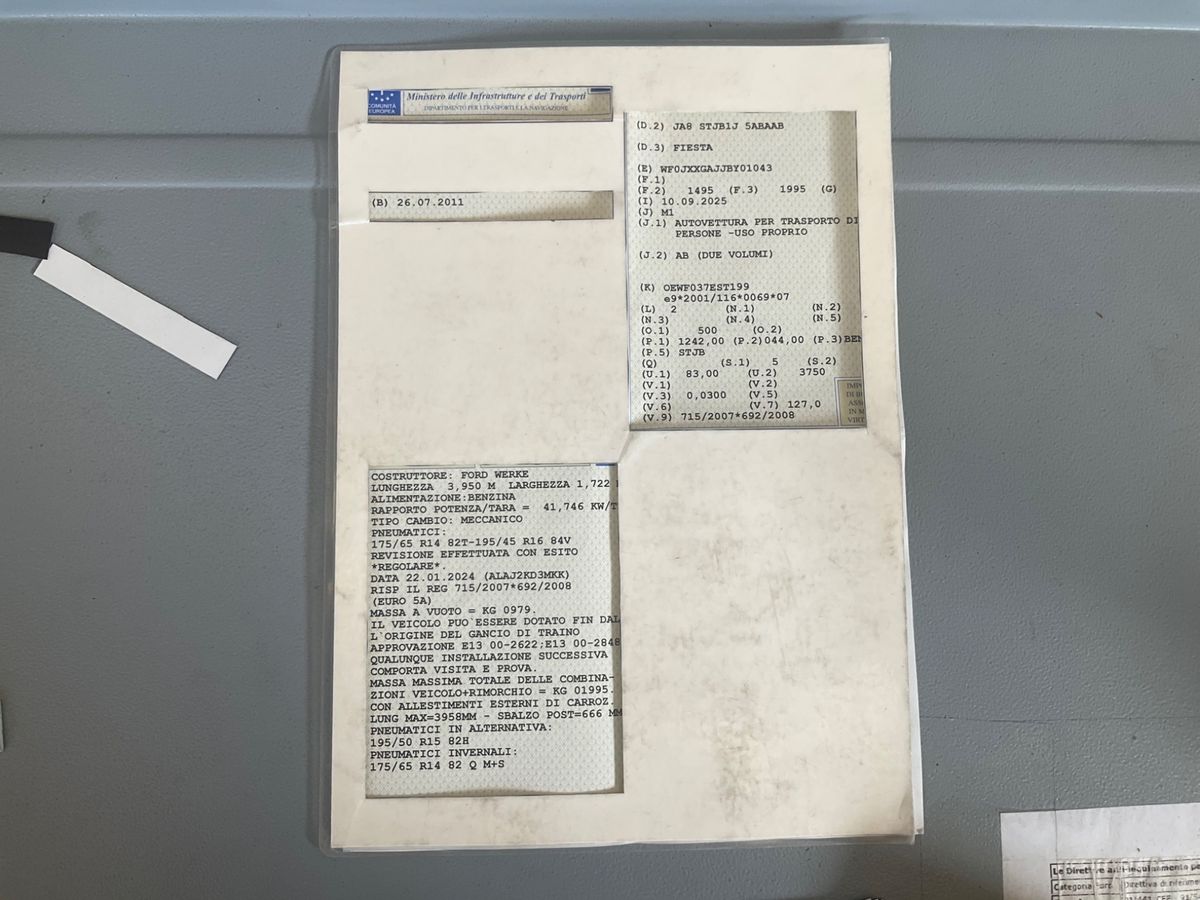 COMUNITÀ
EUROPEA
Ministero delle Infrastrutture e dei Trasporti
DIPARTIMENTO PER I TRASPORTI E LA NAVIGAZIONE
(B) 26.07.2011
(D.2) JA8 STJB1J 5ABAAB
(D.3) FIESTA
(E) WF0JXXGAJJBY01043
(F.1)
(F.2) 1495 (F.3) 1995 (G)
(I) 10.09.2025
(J) M1
(J.1) AUTOVETTURA PER TRASPORTO DI
PERSONE -USO PROPRIO
(J.2) AB (DUE VOLUMI)
(K) OEWF037EST199
e9*2001/116*0069*07
(L) 2 (N.1) (N.2)
(N.3) (N.4) (N.5)
(O.1) 500 (O.2)
(P.1) 1242,00 (P.2)044,00 (P.3)BEN
(P.5) STJB
(Q) (S.1) 5 (S.2)
(U.1) 83,00 (U.2) 3750
(V.1) (V.2)
(V.3) 0,0300 (V.5)
(V.6) (V.7) 127,0
(V.9) 715/2007*692/2008
COSTRUTTORE: FORD WERKE
LUNGHEZZA 3,950 M LARGHEZZA 1,722
ALIMENTAZIONE:BENZINA
RAPPORTO POTENZA/TARA = 41,746 KW/T
TIPO CAMBIO: MECCANICO
PNEUMATICI:
175/65 R14 82T-195/45 R16 84V
REVISIONE EFFETTUATA CON ESITO
*REGOLARE*.
DATA 22.01.2024 (ALAJ2KD3MKK)
RISP IL REG 715/2007*692/2008
(EURO 5A)
MASSA A VUOTO = KG 0979.
IL VEICOLO PUO`ESSERE DOTATO FIN DAL
L`ORIGINE DEL GANCIO DI TRAINO
APPROVAZIONE E13 00-2622;E13 00-2848
QUALUNQUE INSTALLAZIONE SUCCESSIVA
COMPORTA VISITA E PROVA.
MASSA MASSIMA TOTALE DELLE COMBINA-
ZIONI VEICOLO+RIMORCHIO = KG 01995.
CON ALLESTIMENTI ESTERNI DI CARROZ.
LUNG MAX=3958MM - SBALZO POST=666 MM
PNEUMATICI IN ALTERNATIVA:
195/50 R15 82H
PNEUMATICI INVERNALI:
175/65 R14 82 Q M+S
Le Direttive anti-inquinamento pe
Categoria Euro Direttiva di riferime